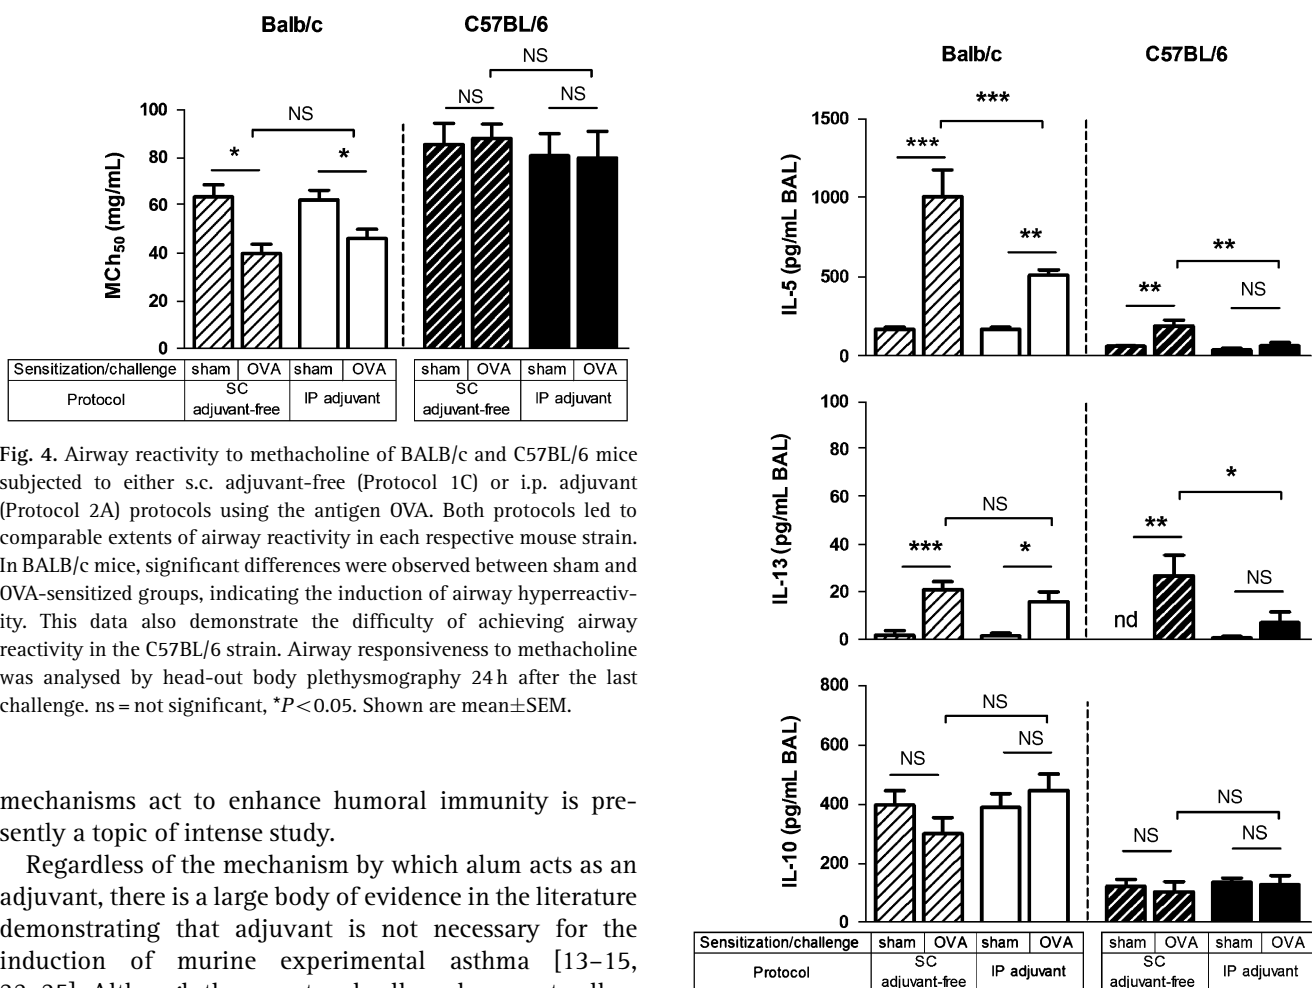 Balb/c
C57BL/6
NS
NS
NS
NS
*
*
100
80
60
40
20
0
MCh50 (mg/mL)
Sensitization/challenge sham OVA sham OVA sham OVA sham OVA
Protocol SC adjuvant-free IP adjuvant SC adjuvant-free IP adjuvant
Fig. 4. Airway reactivity to methacholine of BALB/c and C57BL/6 mice
subjected to either s.c. adjuvant-free (Protocol 1C) or i.p. adjuvant
(Protocol 2A) protocols using the antigen OVA. Both protocols led to
comparable extents of airway reactivity in each respective mouse strain.
In BALB/c mice, significant differences were observed between sham and
OVA-sensitized groups, indicating the induction of airway hyperreactiv-
ity. This data also demonstrate the difficulty of achieving airway
reactivity in the C57BL/6 strain. Airway responsiveness to methacholine
was analysed by head-out body plethysmography 24 h after the last
challenge. ns = not significant, *P<0.05. Shown are mean±SEM.
mechanisms act to enhance humoral immunity is pre-
sently a topic of intense study.
Regardless of the mechanism by which alum acts as an
adjuvant, there is a large body of evidence in the literature
demonstrating that adjuvant is not necessary for the
induction of murine experimental asthma [13–15,
Balb/c
C57BL/6
***
***
**
**
**
NS
1500
1000
500
0
IL-5 (pg/mL BAL)
NS
***
*
*
**
NS
nd
100
80
60
40
20
0
IL-13 (pg/mL BAL)
NS
NS
NS
NS
NS
NS
800
600
400
200
0
IL-10 (pg/mL BAL)
Sensitization/challenge sham OVA sham OVA sham OVA sham OVA
Protocol SC adjuvant-free IP adjuvant SC adjuvant-free IP adjuvant